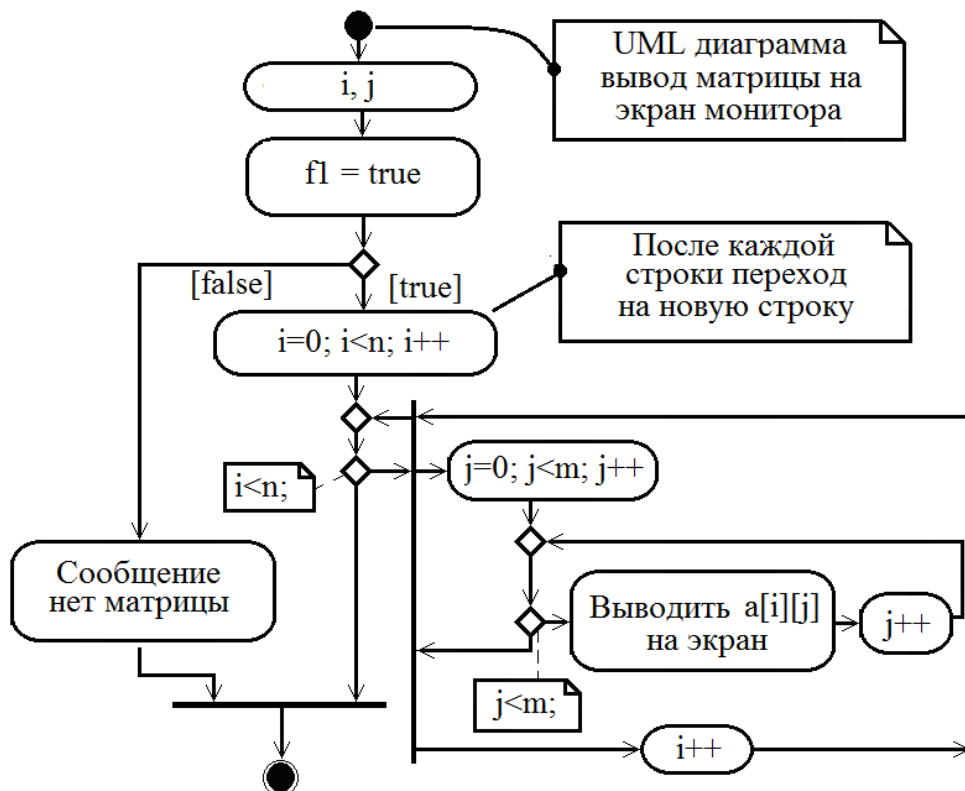 UML диаграмма
вывод матрицы на
экран монитора
i, j
f1 = true
После каждой
строки переход
на новую строку
[false]
[true]
i=0; i<n; i++
i<n;
j=0; j<m; j++
Сообщение
нет матрицы
Выводить a[i][j]
на экран
j++
j<m;
i++